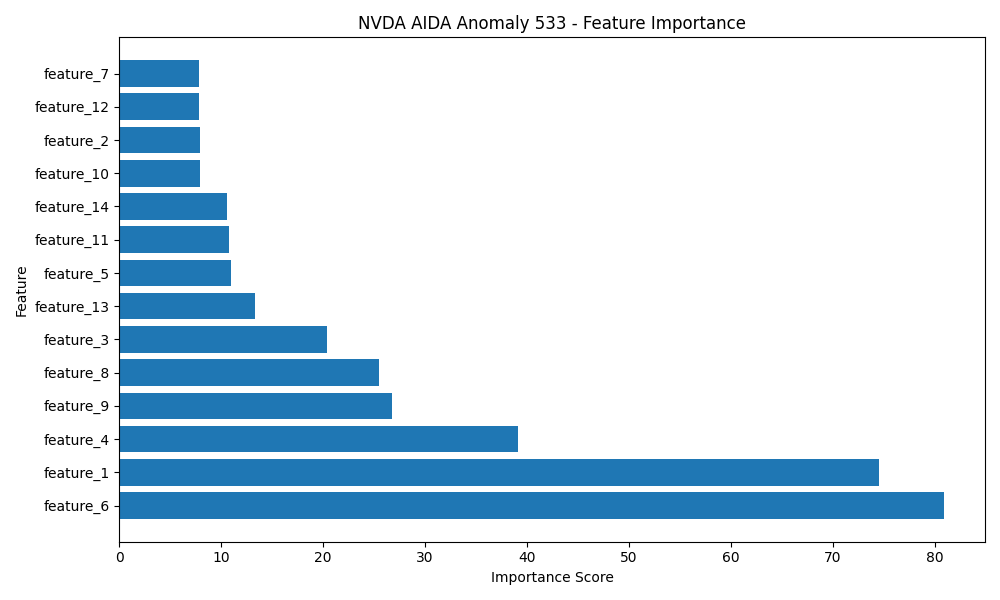 NVDA AIDA Anomaly 533 - Feature Importance
feature_7
feature_12
feature_2
feature_10
feature_14
feature_11
feature_5
feature_13
feature_3
feature_8
feature_9
feature_4
feature_1
feature_6
Feature
0 10 20 30 40 50 60 70 80
Importance Score